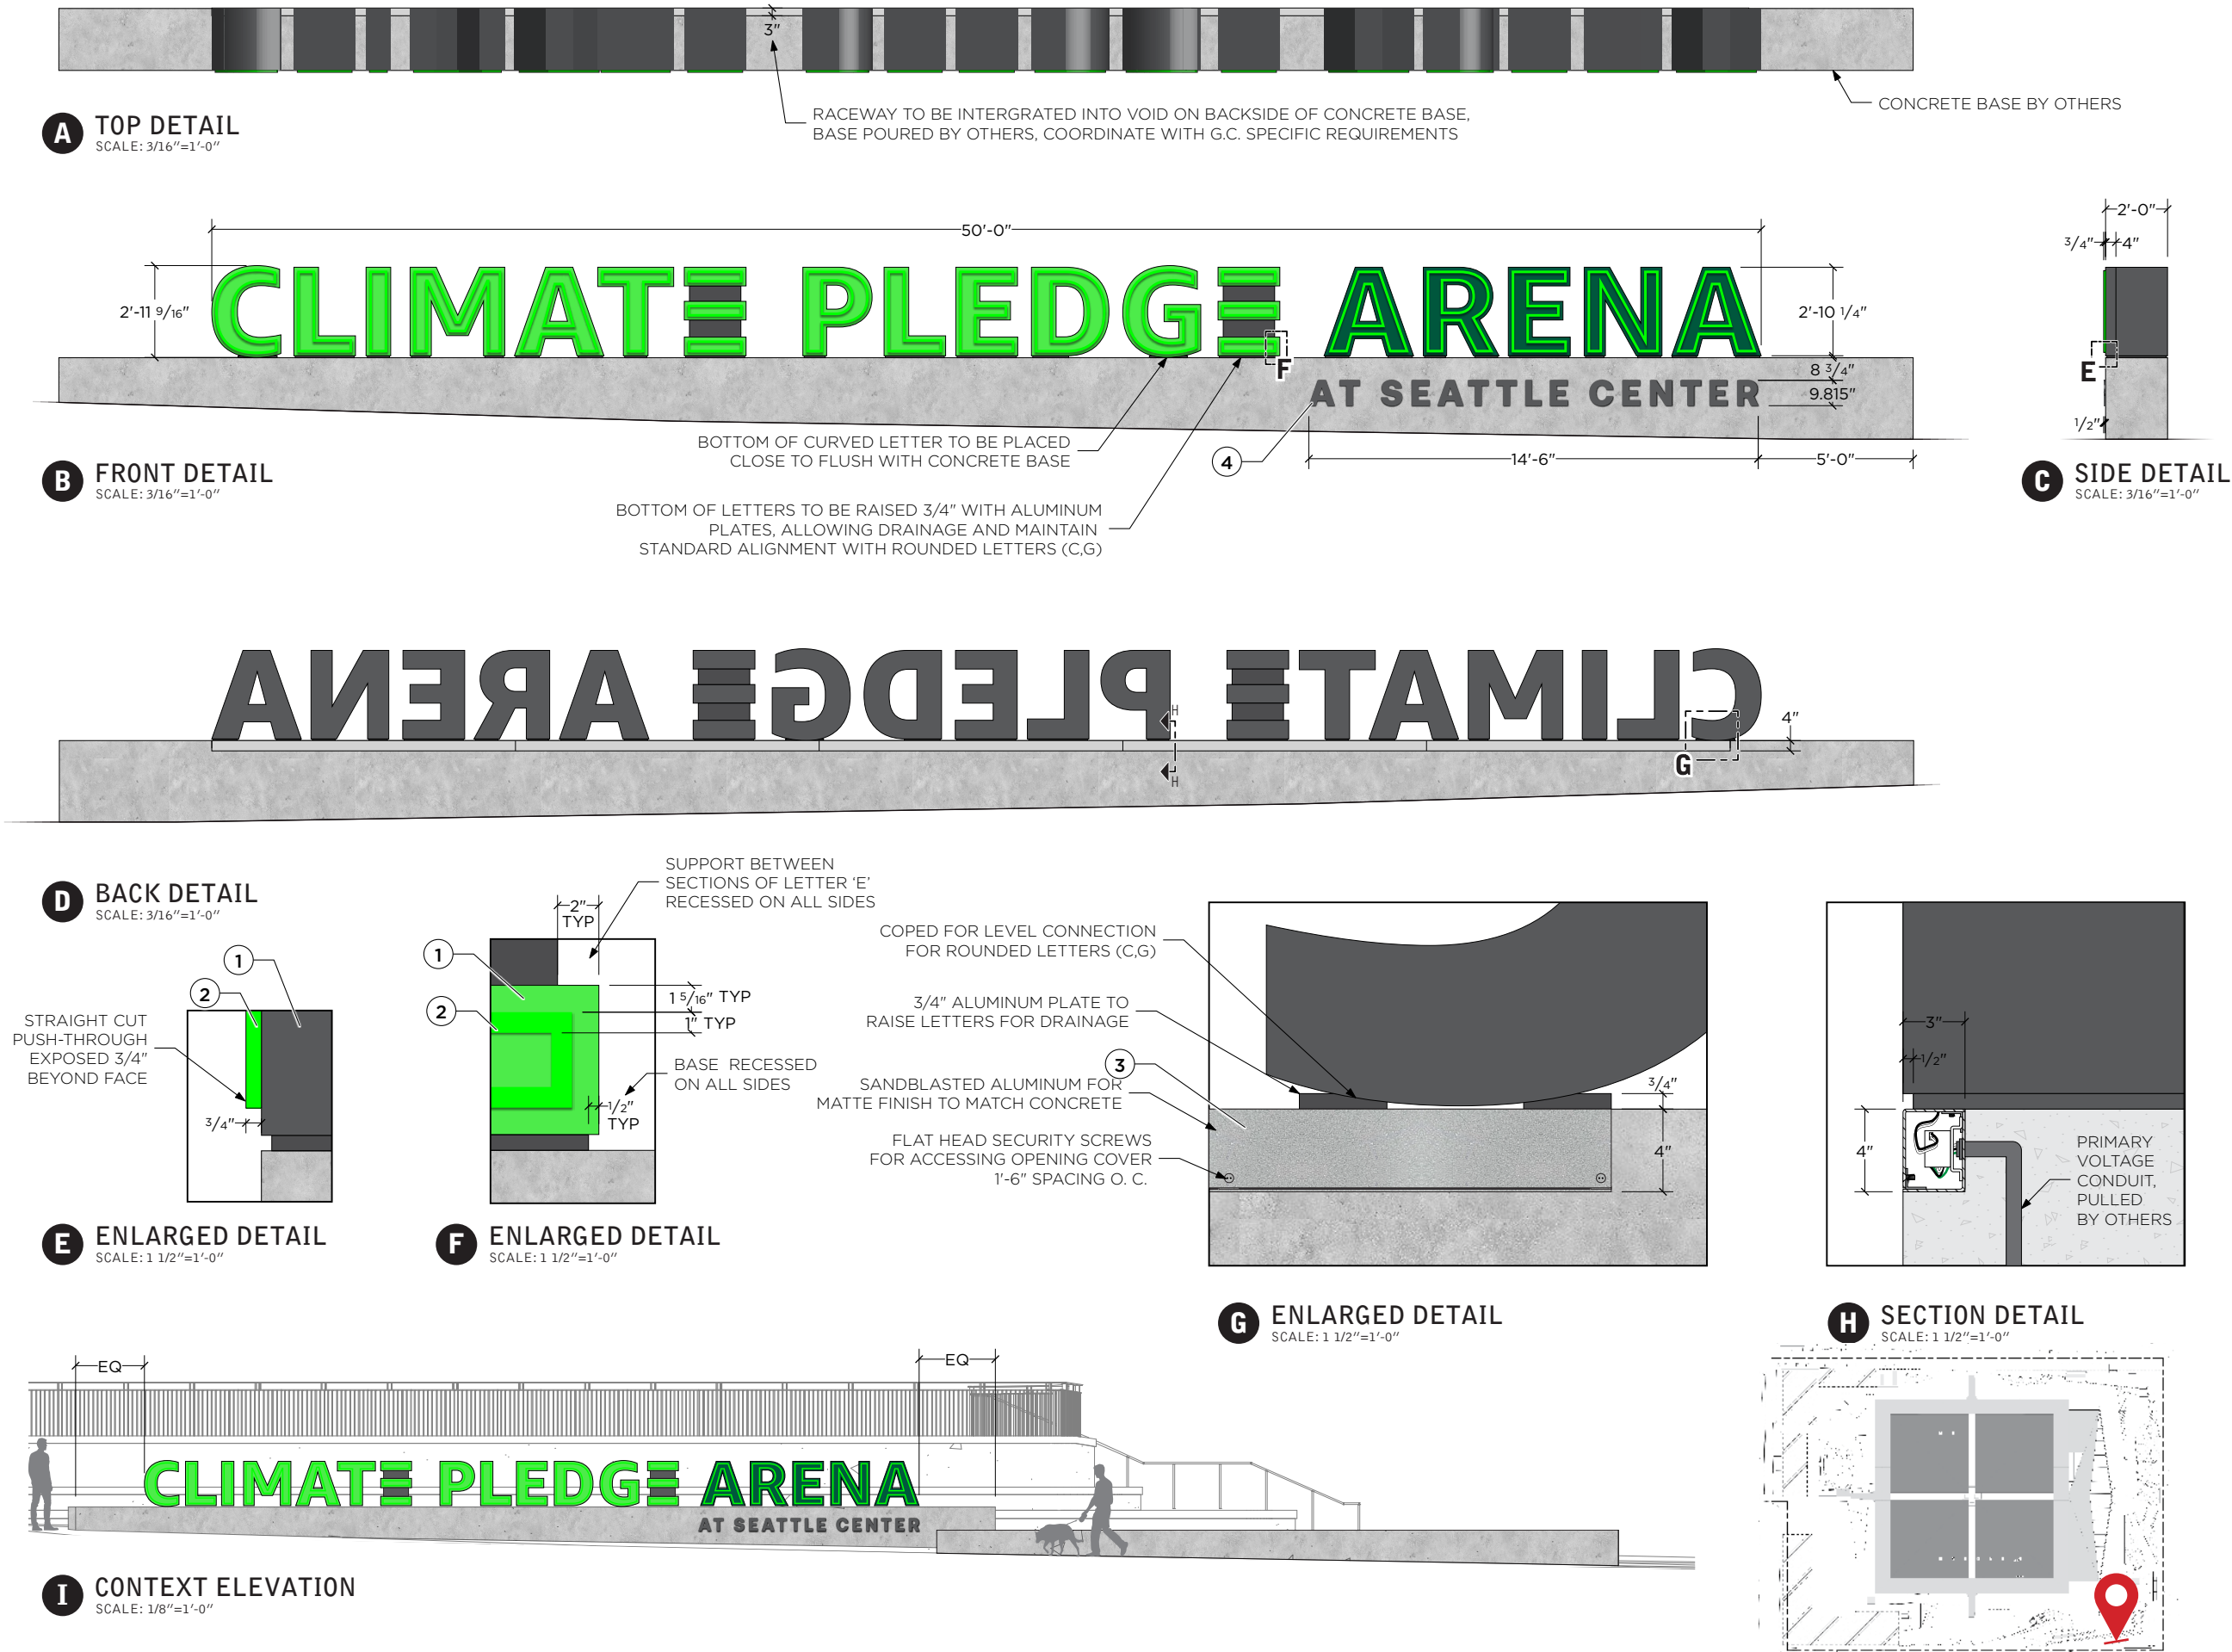 3"
RACEWAY TO BE INTERGRATED INTO VOID ON BACKSIDE OF CONCRETE BASE,
BASE POURED BY OTHERS, COORDINATE WITH G.C. SPECIFIC REQUIREMENTS
CONCRETE BASE BY OTHERS
A TOP DETAIL
SCALE: 3/16"=1'-0"
50'-0"
2'-11 9/16"
CLIMATE PLEDGE ARENA
2'-10 1/4"
8 3/4"
9.815"
F
AT SEATTLE CENTER
BOTTOM OF CURVED LETTER TO BE PLACED
CLOSE TO FLUSH WITH CONCRETE BASE
4
14'-6"
5'-0"
BOTTOM OF LETTERS TO BE RAISED 3/4" WITH ALUMINUM
PLATES, ALLOWING DRAINAGE AND MAINTAIN
STANDARD ALIGNMENT WITH ROUNDED LETTERS (C,G)
B FRONT DETAIL
SCALE: 3/16"=1'-0"
2'-0"
3/4"
4"
E
1/2"
C SIDE DETAIL
SCALE: 3/16"=1'-0"
CLIMATE PLEDGE ARENA
H
H
G
4"
D BACK DETAIL
SCALE: 3/16"=1'-0"
1
2
STRAIGHT CUT
PUSH-THROUGH
EXPOSED 3/4"
BEYOND FACE
3/4"
E ENLARGED DETAIL
SCALE: 1 1/2"=1'-0"
SUPPORT BETWEEN
SECTIONS OF LETTER ‘E’
RECESSED ON ALL SIDES
2"
TYP
1
2
1 5/16" TYP
1" TYP
BASE RECESSED
ON ALL SIDES
1/2"
TYP
F ENLARGED DETAIL
SCALE: 1 1/2"=1'-0"
COPED FOR LEVEL CONNECTION
FOR ROUNDED LETTERS (C,G)
3/4" ALUMINUM PLATE TO
RAISE LETTERS FOR DRAINAGE
3
SANDBLASTED ALUMINUM FOR
MATTE FINISH TO MATCH CONCRETE
FLAT HEAD SECURITY SCREWS
FOR ACCESSING OPENING COVER
1'-6" SPACING O. C.
3/4"
4"
G ENLARGED DETAIL
SCALE: 1 1/2"=1'-0"
3"
1/2"
4"
PRIMARY
VOLTAGE
CONDUIT,
PULLED
BY OTHERS
H SECTION DETAIL
SCALE: 1 1/2"=1'-0"
EQ
EQ
CLIMATE PLEDGE ARENA
AT SEATTLE CENTER
I CONTEXT ELEVATION
SCALE: 1/8"=1'-0"